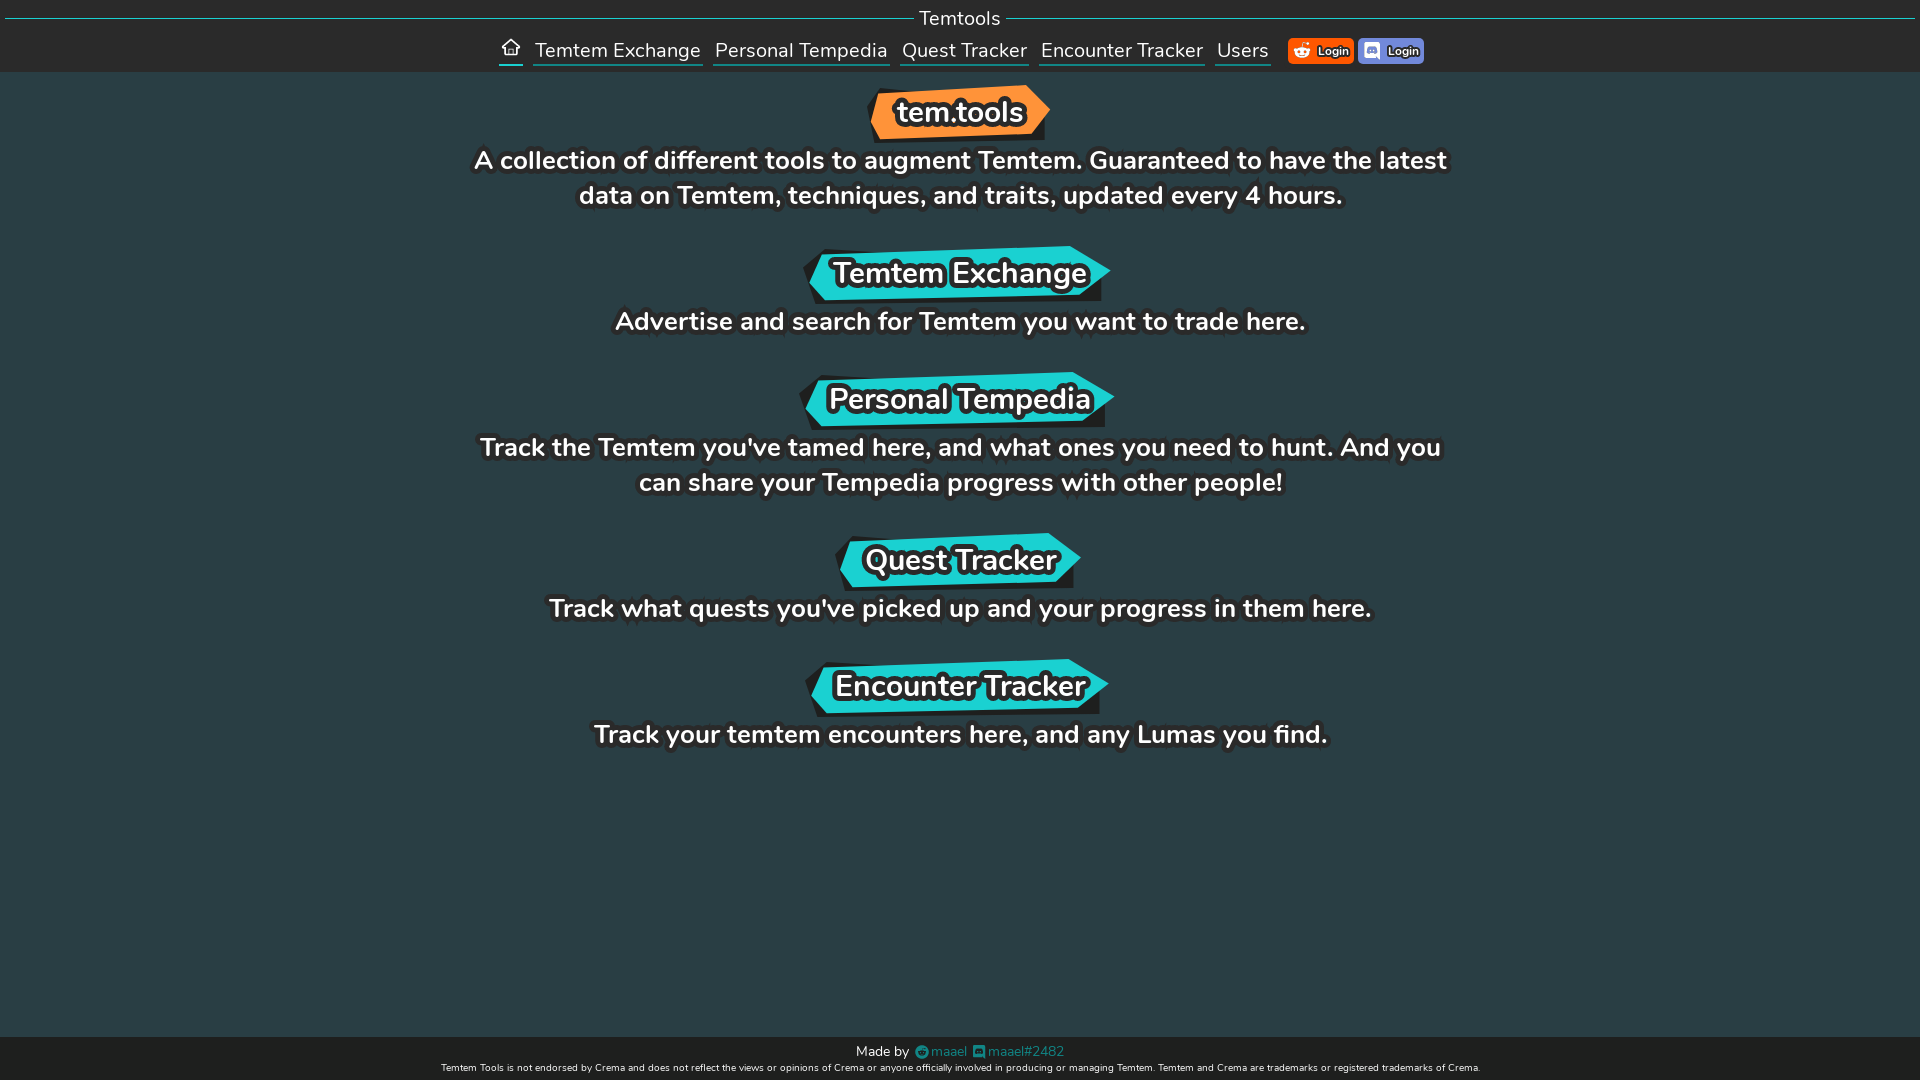 Temtools
Temtem Exchange Personal Tempedia Quest Tracker Encounter Tracker Users Login Login
tem.tools
A collection of different tools to augment Temtem. Guaranteed to have the latest
data on Temtem, techniques, and traits, updated every 4 hours.
Temtem Exchange
Advertise and search for Temtem you want to trade here.
Personal Tempedia
Track the Temtem you've tamed here, and what ones you need to hunt. And you
can share your Tempedia progress with other people!
Quest Tracker
Track what quests you've picked up and your progress in them here.
Encounter Tracker
Track your temtem encounters here, and any Lumas you find.
Made by maael maael#2482
Temtem Tools is not endorsed by Crema and does not reflect the views or opinions of Crema or anyone officially involved in producing or managing Temtem. Temtem and Crema are trademarks or registered trademarks of Crema.